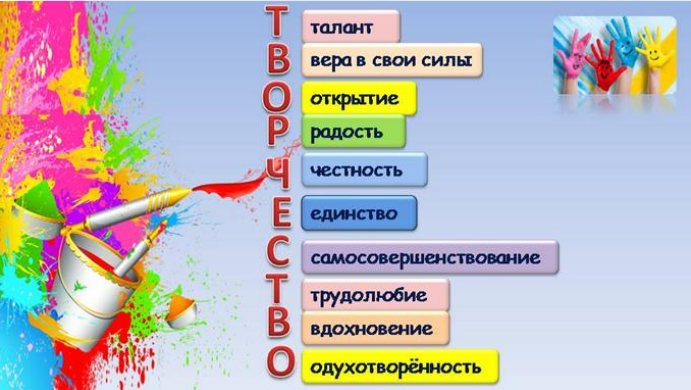 Т талант
В вера в свои силы
О открытие
Р радость
Ч честность
Е единство
С самосовершенствование
Т трудолюбие
В вдохновение
О одухотворённость